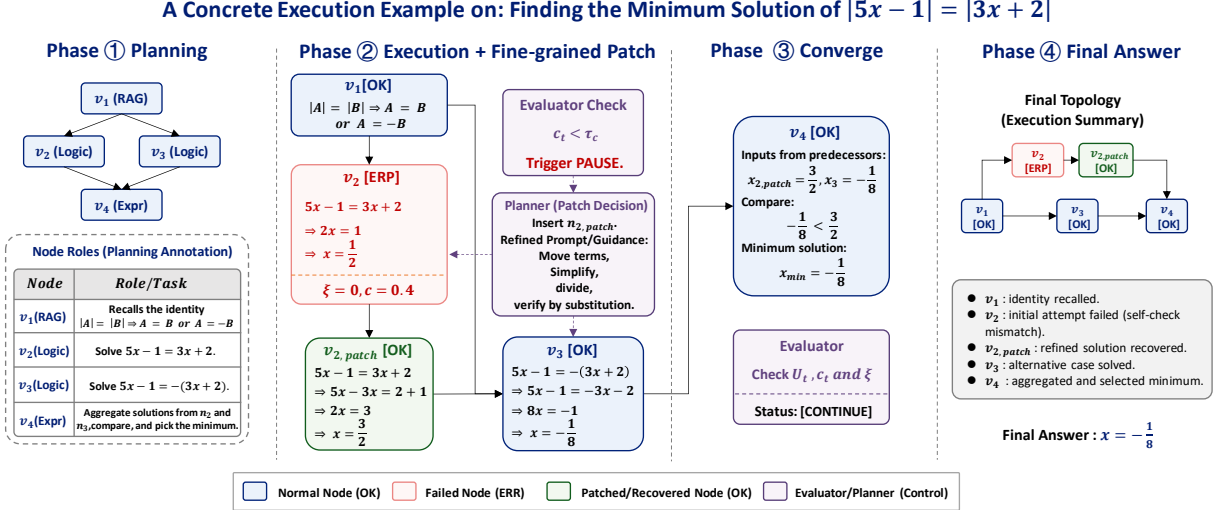 A Concrete Execution Example on: Finding the Minimum Solution of |5x − 1| = |3x + 2|
Phase ① Planning
v1 (RAG)
v2 (Logic)
v3 (Logic)
v4 (Expr)
Node Roles (Planning Annotation)
Node Role/Task
v1(RAG) Recalls the identity
|A| = |B| ⇒ A = B or A = −B
v2(Logic) Solve 5x − 1 = 3x + 2.
v3(Logic) Solve 5x − 1 = −(3x + 2).
v4(Expr) Aggregate solutions from n2 and
n3,compare, and pick the minimum.
Phase ② Execution + Fine-grained Patch
v1[OK]
|A| = |B| ⇒ A = B
or A = −B
v2 [ERP]
5x − 1 = 3x + 2
⇒ 2x = 1
⇒ x = 1/2
ξ = 0, c = 0.4
v2,patch [OK]
5x − 1 = 3x + 2
⇒ 5x − 3x = 2 + 1
⇒ 2x = 3
⇒ x = 3/2
Evaluator Check
ct < τc
Trigger PAUSE.
Planner (Patch Decision)
Insert n2,patch.
Refined Prompt/Guidance:
Move terms,
Simplify,
divide,
verify by substitution.
v3 [OK]
5x − 1 = −(3x + 2)
⇒ 5x − 1 = −3x − 2
⇒ 8x = −1
⇒ x = −1/8
Phase ③ Converge
v4 [OK]
Inputs from predecessors:
x2,patch = 3/2, x3 = −1/8
Compare:
−1/8 < 3/2
Minimum solution:
xmin = −1/8
Evaluator
Check Ut, ct and ξ
Status: [CONTINUE]
Phase ④ Final Answer
Final Topology
(Execution Summary)
v2
[ERP]
v2,patch
[OK]
v1
[OK]
v3
[OK]
v4
[OK]
● v1 : identity recalled.
● v2 : initial attempt failed (self-check
mismatch).
● v2,patch : refined solution recovered.
● v3 : alternative case solved.
● v4 : aggregated and selected minimum.
Final Answer : x = −1/8
Normal Node (OK)
Failed Node (ERR)
Patched/Recovered Node (OK)
Evaluator/Planner (Control)